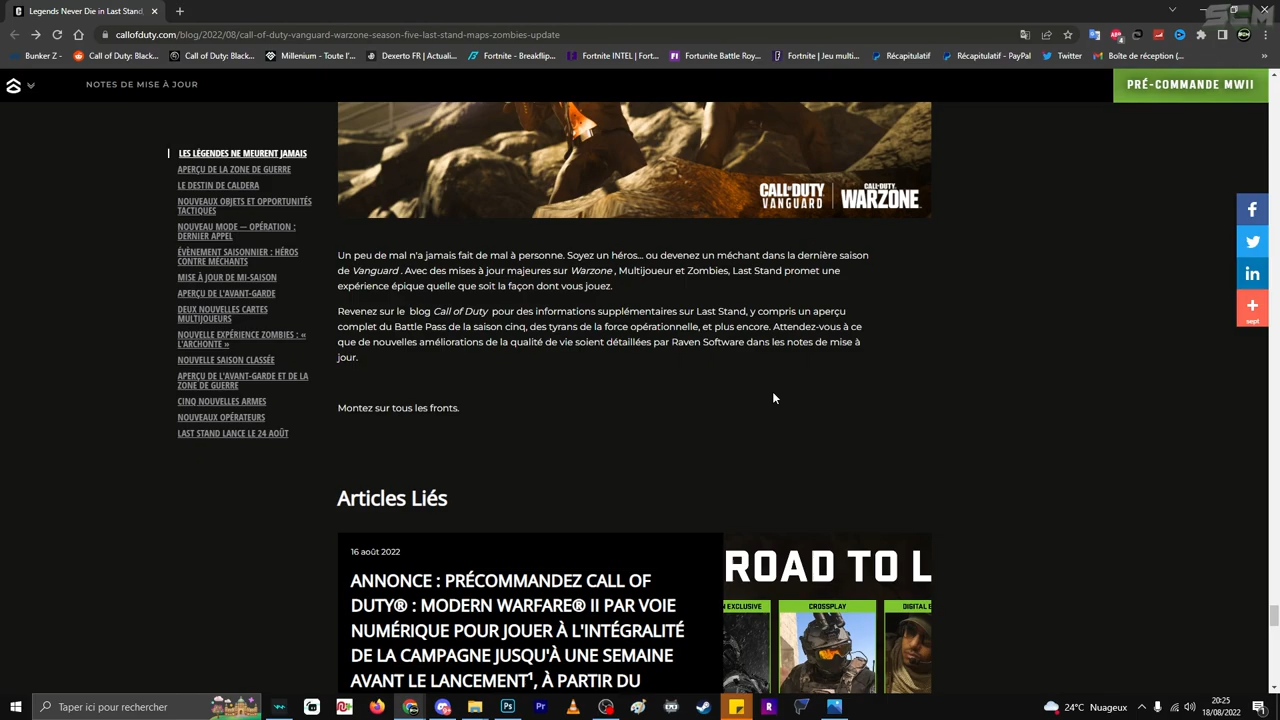 Legends Never Die in Last Stand,
callofduty.com/blog/2022/08/call-of-duty-vanguard-warzone-season-five-last-stand-maps-zombies-update
Bunker Z -
Call of Duty: Blac...
Call of Duty: Blac...
Millenium - Toute l...
Dexerto FR | Actuali...
Fortnite - Breakfl...
Fortnite INTEL | Fort...
Fortunite Battle Roy...
Fortnite | Jeu multi...
Récapitulatif
Récapitulatif - PayPal
Twitter
Boîte de réception (...
NOTES DE MISE À JOUR
PRÉ-COMMANDE MWII
LES LÉGENDES NE MEURENT JAMAIS
APERÇU DE LA ZONE DE GUERRE
LE DESTIN DE CALDERA
NOUVEAUX OBJETS ET OPPORTUNITÉS
TACTIQUES
NOUVEAU MODE — OPÉRATION :
DERNIER APPEL
ÉVÈNEMENT SAISONNIER : HÉROS
CONTRE MÉCHANTS
MISE À JOUR DE MI-SAISON
APERÇU DE L'AVANT-GARDE
DEUX NOUVELLES CARTES
MULTIJOUEURS
NOUVELLE EXPÉRIENCE ZOMBIES : «
L'ARCHONTE »
NOUVELLE SAISON CLASSÉE
APERÇU DE L'AVANT-GARDE ET DE LA
ZONE DE GUERRE
CINQ NOUVELLES ARMES
NOUVEAUX OPÉRATEURS
LAST STAND LANCE LE 24 AOÛT
CALL OF DUTY
VANGUARD
CALL OF DUTY
WARZONE
Un peu de mal n'a jamais fait de mal à personne. Soyez un héros... ou devenez un méchant dans la dernière saison
de Vanguard . Avec des mises à jour majeures sur Warzone , Multijoueur et Zombies, Last Stand promet une
expérience épique quelle que soit la façon dont vous jouez.
Revenez sur le blog Call of Duty pour des informations supplémentaires sur Last Stand, y compris un aperçu
complet du Battle Pass de la saison cinq, des tyrans de la force opérationnelle, et plus encore. Attendez-vous à ce
que de nouvelles améliorations de la qualité de vie soient détaillées par Raven Software dans les notes de mise à
jour.
Montez sur tous les fronts.
sept
Articles Liés
16 août 2022
ANNONCE : PRÉCOMMANDEZ CALL OF
DUTY® : MODERN WARFARE® II PAR VOIE
NUMÉRIQUE POUR JOUER À L'INTÉGRALITÉ
DE LA CAMPAGNE JUSQU'À UNE SEMAINE
AVANT LE LANCEMENT¹, À PARTIR DU
ROAD TO L
N EXCLUSIVE
CROSSPLAY
DIGITAL E
Taper ici pour rechercher
24°C Nuageux
20:25
18/08/2022